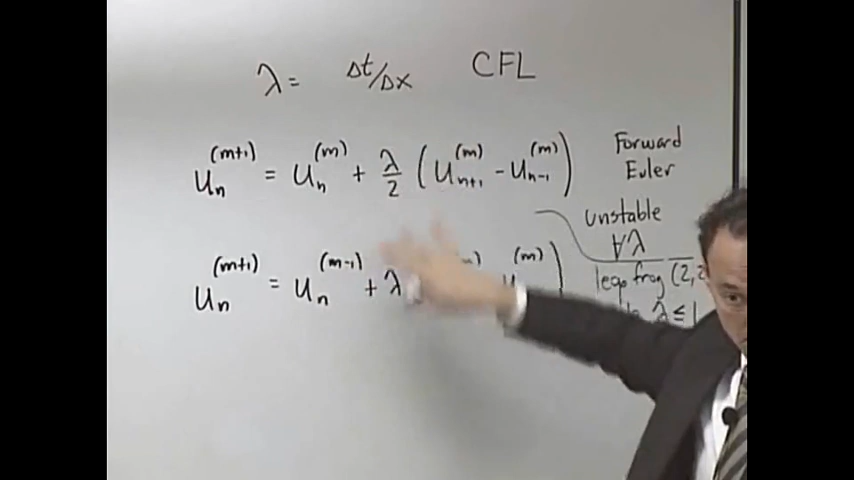 λ = Δt/Δx CFL
u_n^(m+1) = u_n^(m) + λ/2 (u_{n+1}^(m) - u_{n-1}^(m)) Forward
Euler
unstable
∀λ
u_n^(m+1) = u_n^(m-1) + λ u^(m) ) leap frog (2,2
λ ≤ 1